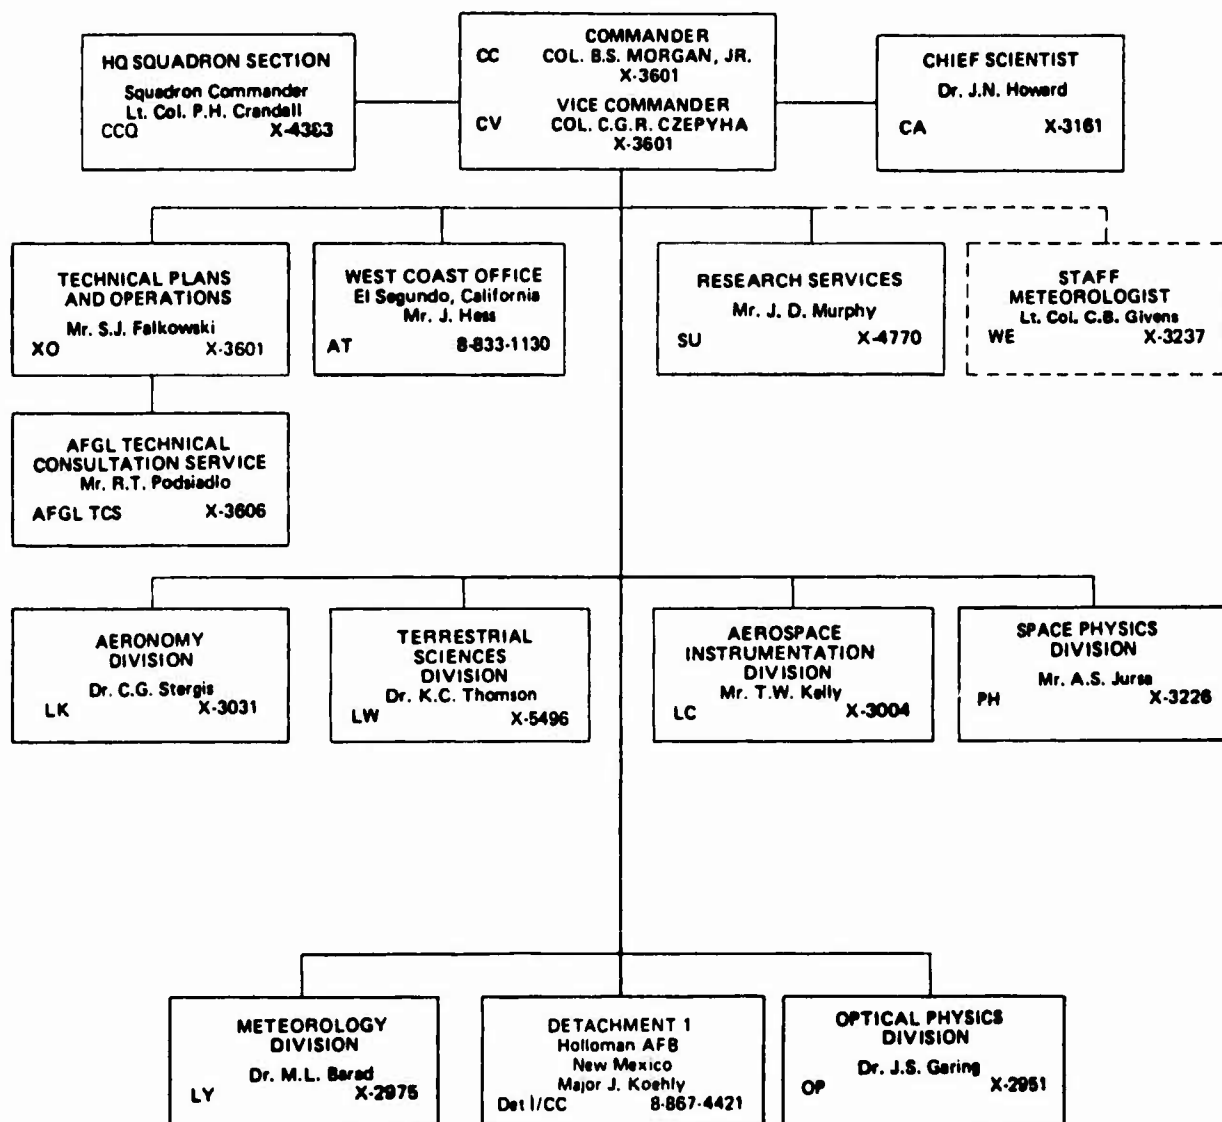 HQ SQUADRON SECTION
Squadron Commander
Lt. Col. P.H. Crandall
CCQ X-4383
COMMANDER
CC COL. B.S. MORGAN, JR.
X-3601
VICE COMMANDER
CV COL. C.G.R. CZEPYHA
X-3601
CHIEF SCIENTIST
Dr. J.N. Howard
CA X-3161
TECHNICAL PLANS
AND OPERATIONS
Mr. S.J. Falkowski
XO X-3601
WEST COAST OFFICE
El Segundo, California
Mr. J. Hess
AT 8-833-1130
RESEARCH SERVICES
Mr. J. D. Murphy
SU X-4770
STAFF
METEOROLOGIST
Lt. Col. C.B. Givens
WE X-3237
AFGL TECHNICAL
CONSULTATION SERVICE
Mr. R.T. Podsiadlo
AFGL TCS X-3606
AERONOMY
DIVISION
Dr. C.G. Stergis
LK X-3031
TERRESTRIAL
SCIENCES
DIVISION
Dr. K.C. Thomson
LW X-5496
AEROSPACE
INSTRUMENTATION
DIVISION
Mr. T.W. Kelly
LC X-3004
SPACE PHYSICS
DIVISION
Mr. A.S. Jursa
PH X-3226
METEOROLOGY
DIVISION
Dr. M.L. Barad
LY X-2975
DETACHMENT 1
Holloman AFB
New Mexico
Major J. Koehly
Det I/CC 8-867-4421
OPTICAL PHYSICS
DIVISION
Dr. J.S. Garing
OP X-2951